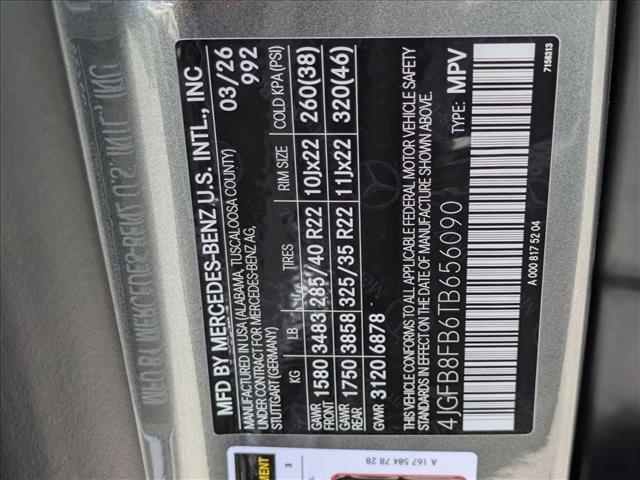 MFD BY MERCEDES-BENZ U.S. INTL., INC
MANUFACTURED IN USA (ALABAMA, TUSCALOOSA COUNTY)
UNDER CONTRACT FOR MERCEDES-BENZ AG,
STUTTGART (GERMANY)
03/26
992
KG LB TIRES RIM SIZE COLD KPA (PSI)
GAWR FRONT 1580 3483 285/40 R22 10Jx22 260(38)
GAWR REAR 1750 3858 325/35 R22 11Jx22 320(46)
GVWR 3120/6878
THIS VEHICLE CONFORMS TO ALL APPLICABLE FEDERAL MOTOR VEHICLE SAFETY
STANDARDS IN EFFECT ON THE DATE OF MANUFACTURE SHOWN ABOVE.
4JGFB8FB6TB656090 TYPE: MPV
A 000 817 52 04
7158313
A 167 584 78 28
3